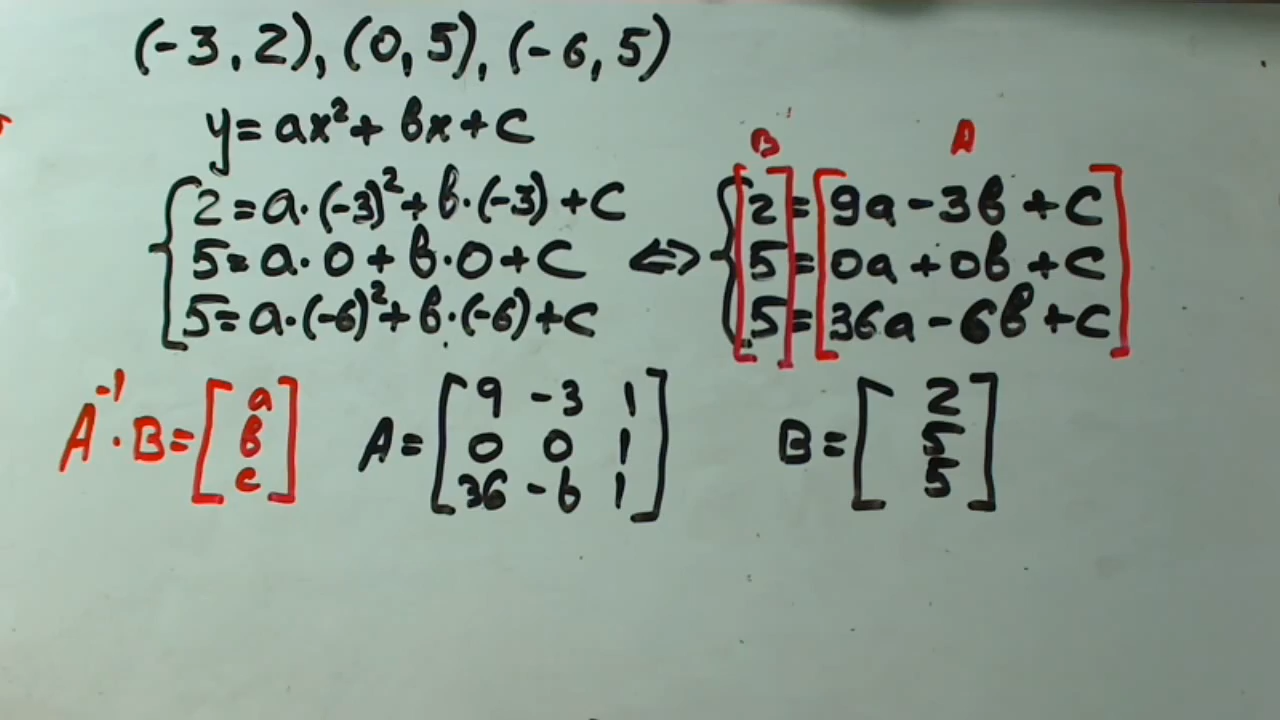 (-3,2), (0,5), (-6,5)
y = ax² + bx + c
B A
2 = a·(-3)² + b·(-3) + c ⇔ 2 = 9a - 3b + c
5 = a·0 + b·0 + c 5 = 0a + 0b + c
5 = a·(-6)² + b·(-6) + c 5 = 36a - 6b + c
A⁻¹·B = [a b c] A = [9 -3 1 B = [2
0 0 1 5
36 -6 1] 5]